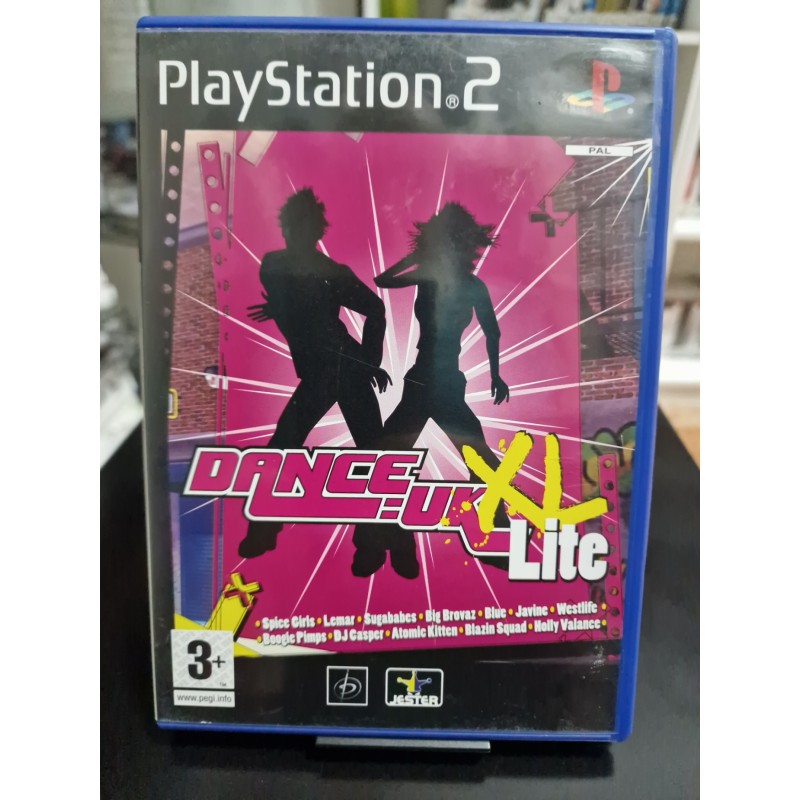 PlayStation®2
PAL
DANCE:UK XL
Lite
• Spice Girls • Lemar • Sugababes • Big Brovaz • Blue • Javine • Westlife •
• Boogie Pimps • DJ Casper • Atomic Kitten • Blazin Squad • Holly Valance •
3+
www.pegi.info
JESTER